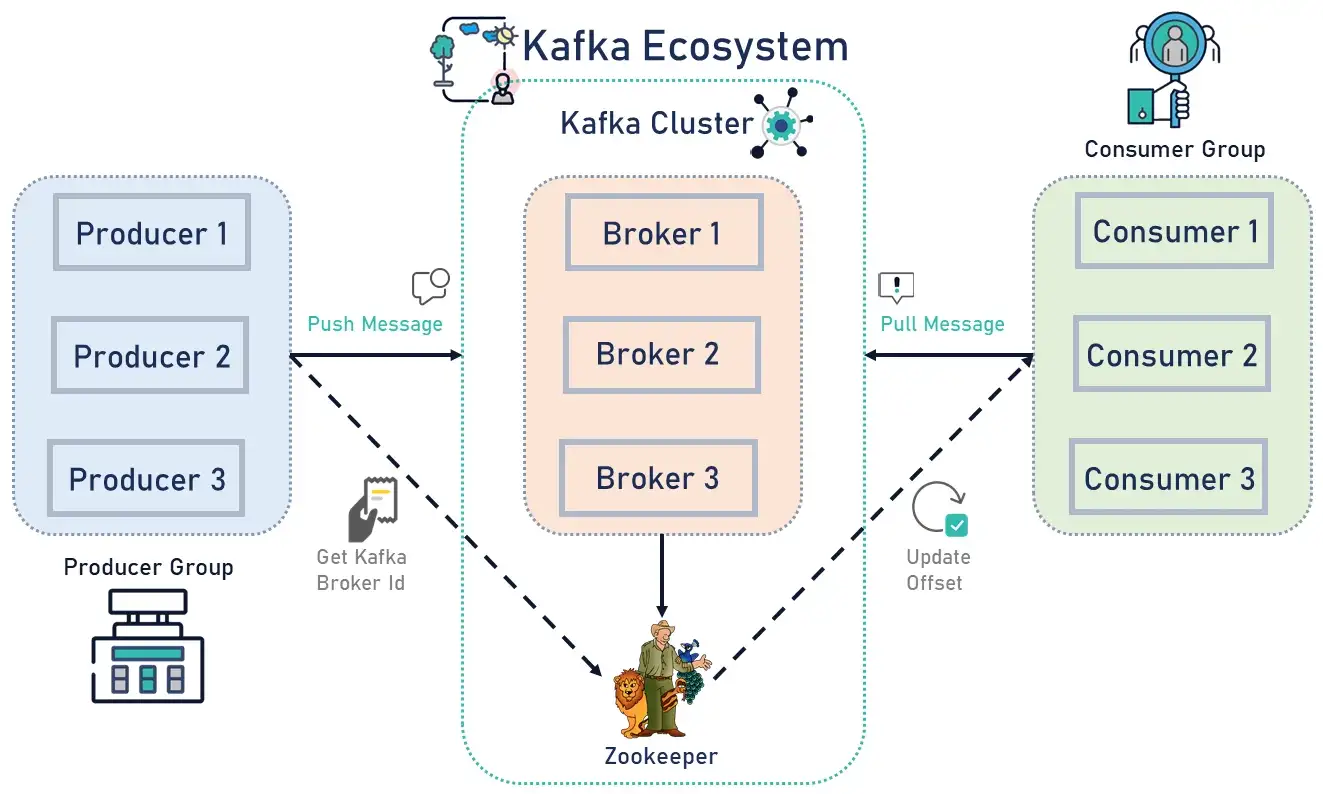 Kafka Ecosystem
Kafka Cluster
Consumer Group
Producer 1
Producer 2
Producer 3
Producer Group
Push Message
Get Kafka
Broker Id
Broker 1
Broker 2
Broker 3
Zookeeper
Pull Message
Update
Offset
Consumer 1
Consumer 2
Consumer 3